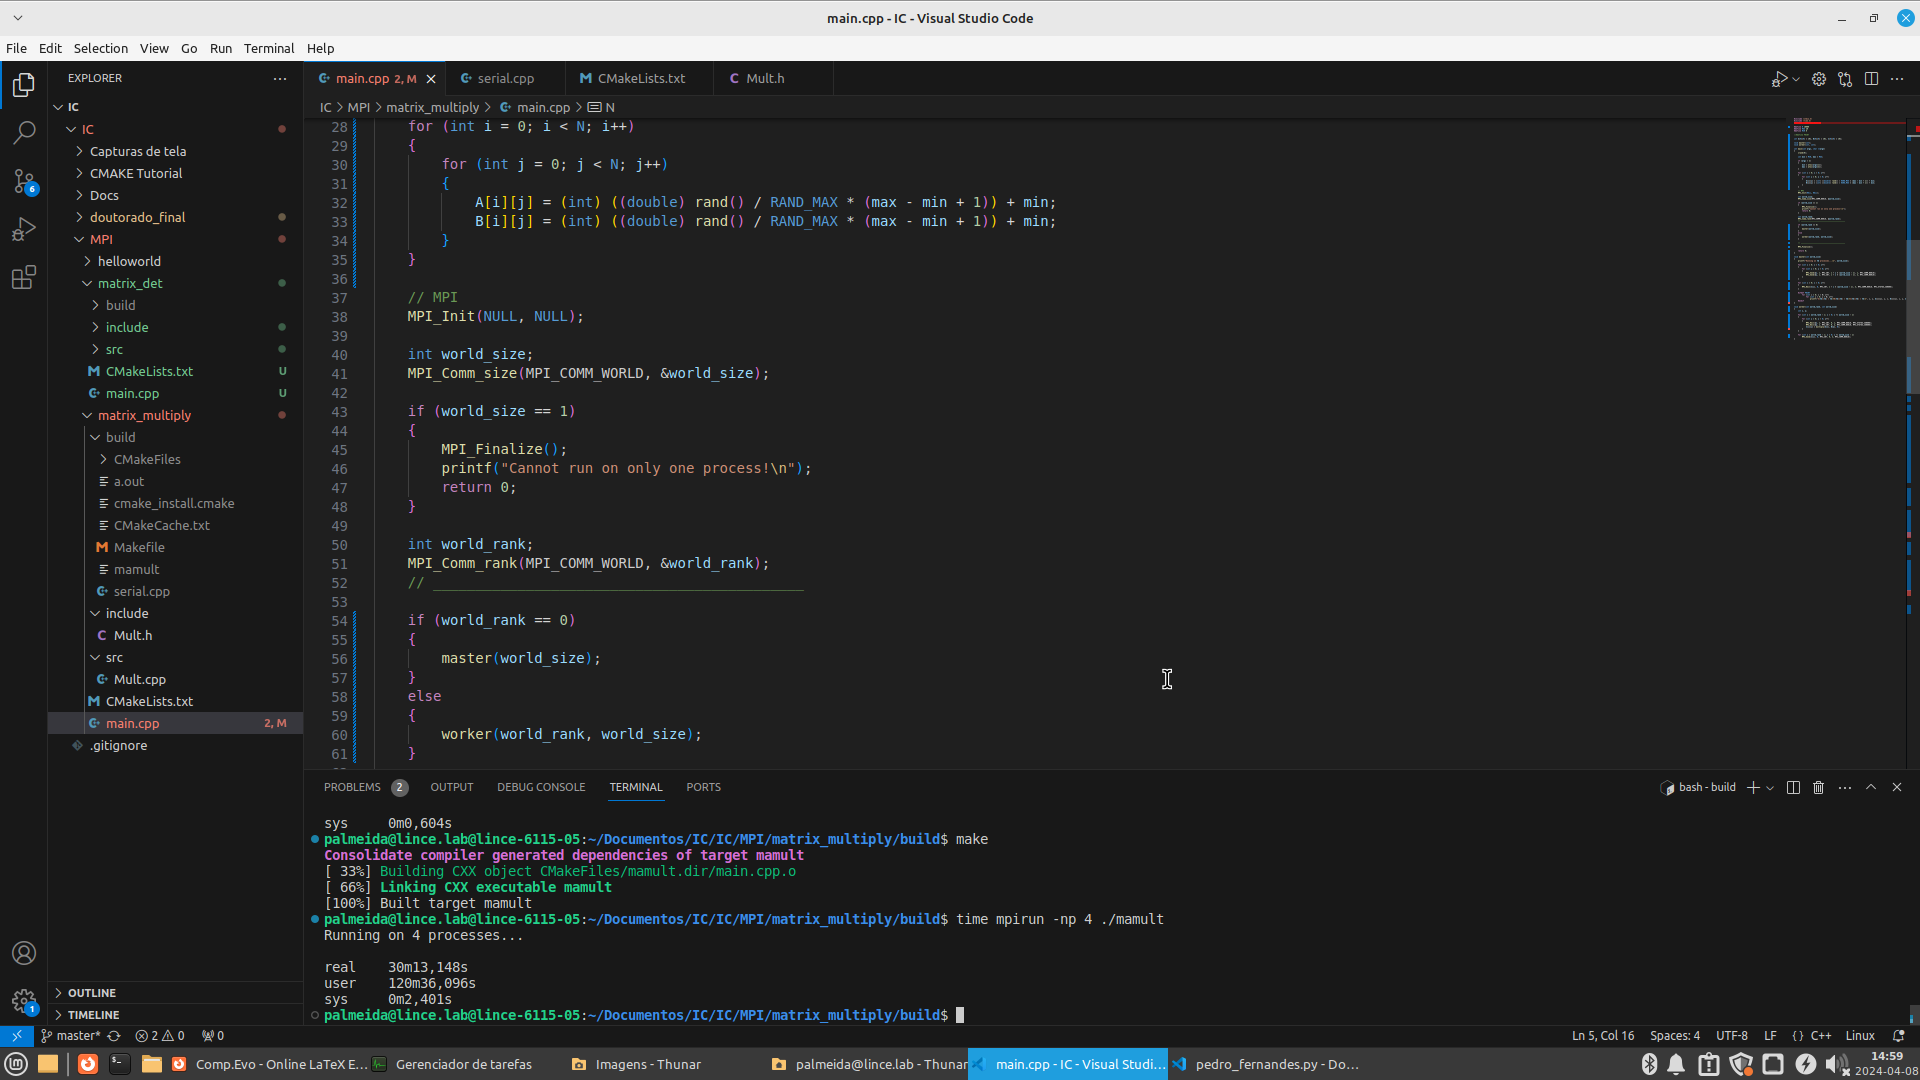 main.cpp - IC - Visual Studio Code
File Edit Selection View Go Run Terminal Help
EXPLORER
main.cpp 2, M
serial.cpp
CMakeLists.txt
Mult.h
IC > MPI > matrix_multiply > main.cpp > N
IC
IC
Capturas de tela
CMAKE Tutorial
Docs
doutorado_final
MPI
helloworld
matrix_det
build
include
src
CMakeLists.txt U
main.cpp U
matrix_multiply
build
CMakeFiles
a.out
cmake_install.cmake
CMakeCache.txt
Makefile
mamult
serial.cpp
include
Mult.h
src
Mult.cpp
CMakeLists.txt
main.cpp 2, M
.gitignore
OUTLINE
TIMELINE
6
1
28 for (int i = 0; i < N; i++)
29 {
30 for (int j = 0; j < N; j++)
31 {
32 A[i][j] = (int) ((double) rand() / RAND_MAX * (max - min + 1)) + min;
33 B[i][j] = (int) ((double) rand() / RAND_MAX * (max - min + 1)) + min;
34 }
35 }
36
37 // MPI
38 MPI_Init(NULL, NULL);
39
40 int world_size;
41 MPI_Comm_size(MPI_COMM_WORLD, &world_size);
42
43 if (world_size == 1)
44 {
45 MPI_Finalize();
46 printf("Cannot run on only one process!\n");
47 return 0;
48 }
49
50 int world_rank;
51 MPI_Comm_rank(MPI_COMM_WORLD, &world_rank);
52 // ____________________________________________
53
54 if (world_rank == 0)
55 {
56 master(world_size);
57 }
58 else
59 {
60 worker(world_rank, world_size);
61 }
PROBLEMS 2 OUTPUT DEBUG CONSOLE TERMINAL PORTS
bash - build
sys 0m0,604s
palmeida@lince.lab@lince-6115-05:~/Documentos/IC/IC/MPI/matrix_multiply/build$ make
Consolidate compiler generated dependencies of target mamult
[ 33%] Building CXX object CMakeFiles/mamult.dir/main.cpp.o
[ 66%] Linking CXX executable mamult
[100%] Built target mamult
palmeida@lince.lab@lince-6115-05:~/Documentos/IC/IC/MPI/matrix_multiply/build$ time mpirun -np 4 ./mamult
Running on 4 processes...
real 30m13,148s
user 120m36,096s
sys 0m2,401s
palmeida@lince.lab@lince-6115-05:~/Documentos/IC/IC/MPI/matrix_multiply/build$
master* 2 0 0
Ln 5, Col 16 Spaces: 4 UTF-8 LF {} C++ Linux
Comp.Evo - Online LaTeX E...
Gerenciador de tarefas
Imagens - Thunar
palmeida@lince.lab - Thunar
main.cpp - IC - Visual Studi...
pedro_fernandes.py - Do...
14:59
2024-04-08